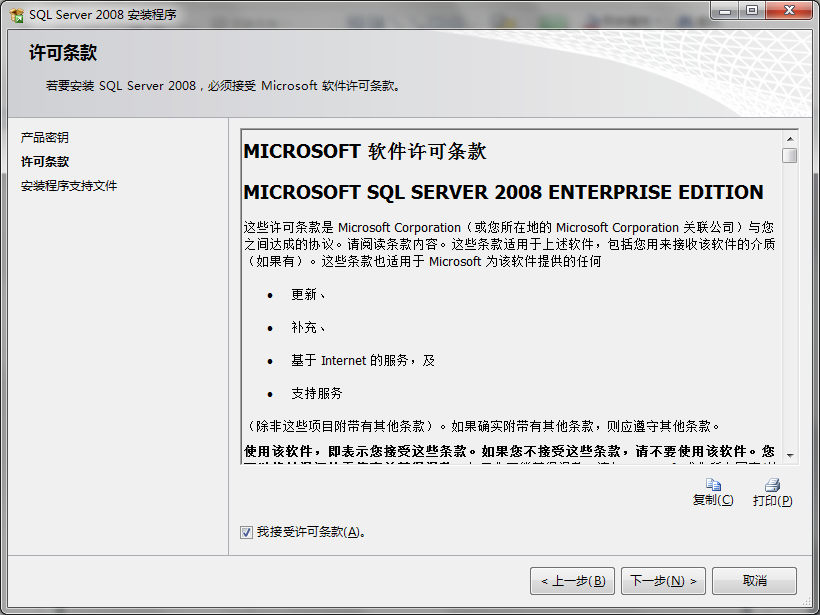 SQL Server 2008 安装程序
许可条款
若要安装 SQL Server 2008，必须接受 Microsoft 软件许可条款。
产品密钥
许可条款
安装程序支持文件
MICROSOFT 软件许可条款
MICROSOFT SQL SERVER 2008 ENTERPRISE EDITION
这些许可条款是 Microsoft Corporation（或您所在地的 Microsoft Corporation 关联公司）与您
之间达成的协议。请阅读条款内容。这些条款适用于上述软件，包括您用来接收该软件的介质
（如果有）。这些条款也适用于 Microsoft 为该软件提供的任何
• 更新、
• 补充、
• 基于 Internet 的服务，及
• 支持服务
（除非这些项目附带有其他条款）。如果确实附带有其他条款，则应遵守其他条款。
使用该软件，即表示您接受这些条款。如果您不接受这些条款，请不要使用该软件。您
复制(C)
打印(P)
我接受许可条款(A)。
< 上一步(B)
下一步(N) >
取消